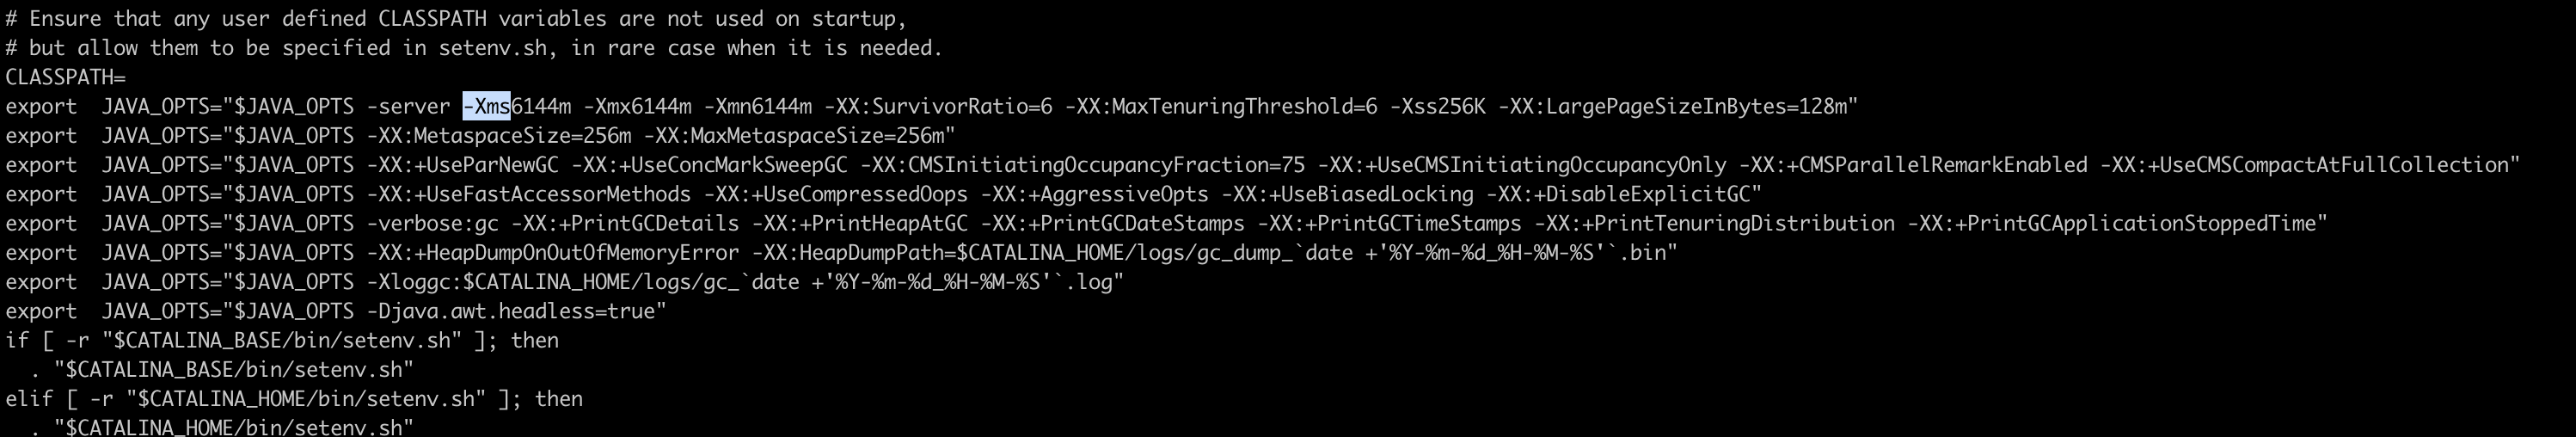 # Ensure that any user defined CLASSPATH variables are not used on startup,
# but allow them to be specified in setenv.sh, in rare case when it is needed.
CLASSPATH=
export  JAVA_OPTS="$JAVA_OPTS -server -Xms6144m -Xmx6144m -Xmn6144m -XX:SurvivorRatio=6 -XX:MaxTenuringThreshold=6 -Xss256K -XX:LargePageSizeInBytes=128m"
export  JAVA_OPTS="$JAVA_OPTS -XX:MetaspaceSize=256m -XX:MaxMetaspaceSize=256m"
export  JAVA_OPTS="$JAVA_OPTS -XX:+UseParNewGC -XX:+UseConcMarkSweepGC -XX:CMSInitiatingOccupancyFraction=75 -XX:+UseCMSInitiatingOccupancyOnly -XX:+CMSParallelRemarkEnabled -XX:+UseCMSCompactAtFullCollection"
export  JAVA_OPTS="$JAVA_OPTS -XX:+UseFastAccessorMethods -XX:+UseCompressedOops -XX:+AggressiveOpts -XX:+UseBiasedLocking -XX:+DisableExplicitGC"
export  JAVA_OPTS="$JAVA_OPTS -verbose:gc -XX:+PrintGCDetails -XX:+PrintHeapAtGC -XX:+PrintGCDateStamps -XX:+PrintGCTimeStamps -XX:+PrintTenuringDistribution -XX:+PrintGCApplicationStoppedTime"
export  JAVA_OPTS="$JAVA_OPTS -XX:+HeapDumpOnOutOfMemoryError -XX:HeapDumpPath=$CATALINA_HOME/logs/gc_dump_`date +'%Y-%m-%d_%H-%M-%S'`.bin"
export  JAVA_OPTS="$JAVA_OPTS -Xloggc:$CATALINA_HOME/logs/gc_`date +'%Y-%m-%d_%H-%M-%S'`.log"
export  JAVA_OPTS="$JAVA_OPTS -Djava.awt.headless=true"
if [ -r "$CATALINA_BASE/bin/setenv.sh" ]; then
  . "$CATALINA_BASE/bin/setenv.sh"
elif [ -r "$CATALINA_HOME/bin/setenv.sh" ]; then
  . "$CATALINA_HOME/bin/setenv.sh"